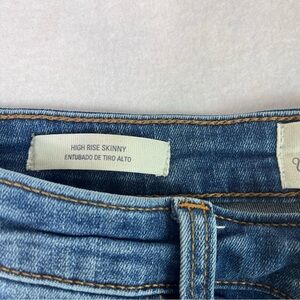 HIGH RISE SKINNY
ENTUBADO DE TIRO ALTO